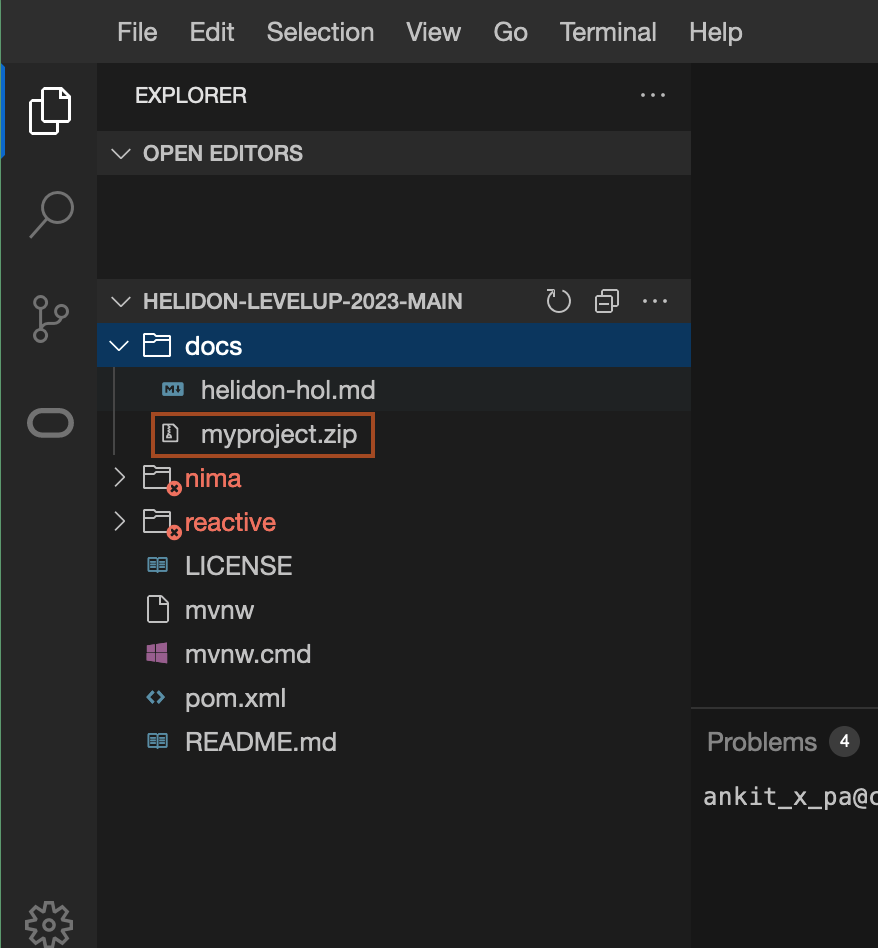 File Edit Selection View Go Terminal Help
EXPLORER
OPEN EDITORS
HELIDON-LEVELUP-2023-MAIN
docs
helidon-hol.md
myproject.zip
nima
reactive
LICENSE
mvnw
mvnw.cmd
pom.xml
README.md
Problems 4
ankit_x_pa@